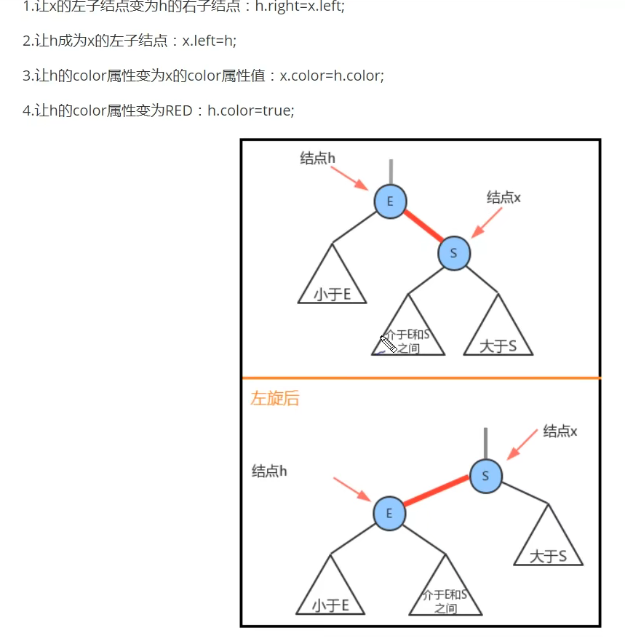 1.让x的左子结点变为h的右子结点：h.right=x.left;
2.让h成为x的左子结点：x.left=h;
3.让h的color属性变为x的color属性值：x.color=h.color;
4.让h的color属性变为RED：h.color=true;
结点h
E
结点x
S
小于E
介于E和S
之间
大于S
左旋后
结点x
结点h
S
E
大于S
小于E
介于E和S
之间